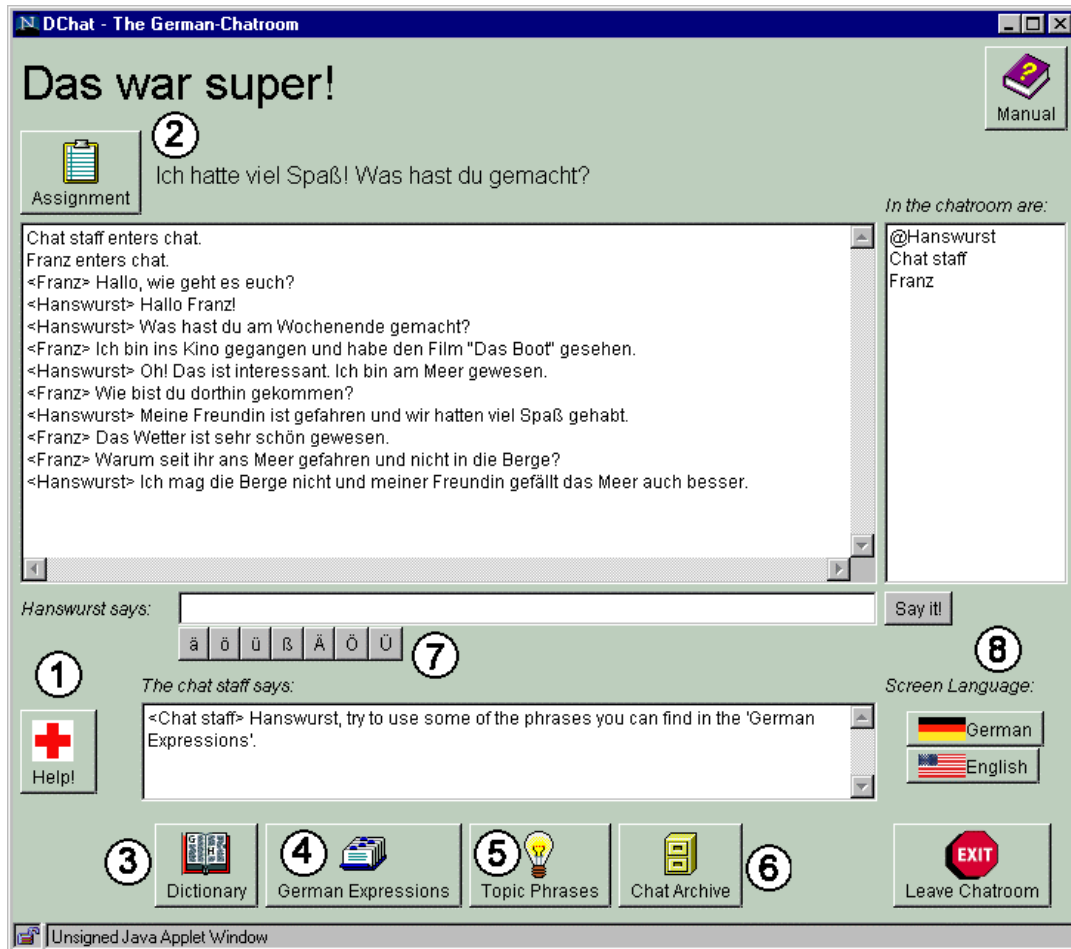 DChat - The German-Chatroom
Das war super!
Manual
2
Assignment
Ich hatte viel Spaß! Was hast du gemacht?
In the chatroom are:
Chat staff enters chat.
Franz enters chat.
<Franz> Hallo, wie geht es euch?
<Hanswurst> Hallo Franz!
<Hanswurst> Was hast du am Wochenende gemacht?
<Franz> Ich bin ins Kino gegangen und habe den Film "Das Boot" gesehen.
<Hanswurst> Oh! Das ist interessant. Ich bin am Meer gewesen.
<Franz> Wie bist du dorthin gekommen?
<Hanswurst> Meine Freundin ist gefahren und wir hatten viel Spaß gehabt.
<Franz> Das Wetter ist sehr schön gewesen.
<Franz> Warum seit ihr ans Meer gefahren und nicht in die Berge?
<Hanswurst> Ich mag die Berge nicht und meiner Freundin gefällt das Meer auch besser.
@Hanswurst
Chat staff
Franz
Hanswurst says:
Say it!
ä ö ü ß Ä Ö Ü
7
8
1
The chat staff says:
Screen Language:
Help!
<Chat staff> Hanswurst, try to use some of the phrases you can find in the 'German
Expressions'.
German
English
3
Dictionary
4
German Expressions
5
Topic Phrases
Chat Archive
6
EXIT
Leave Chatroom
Unsigned Java Applet Window